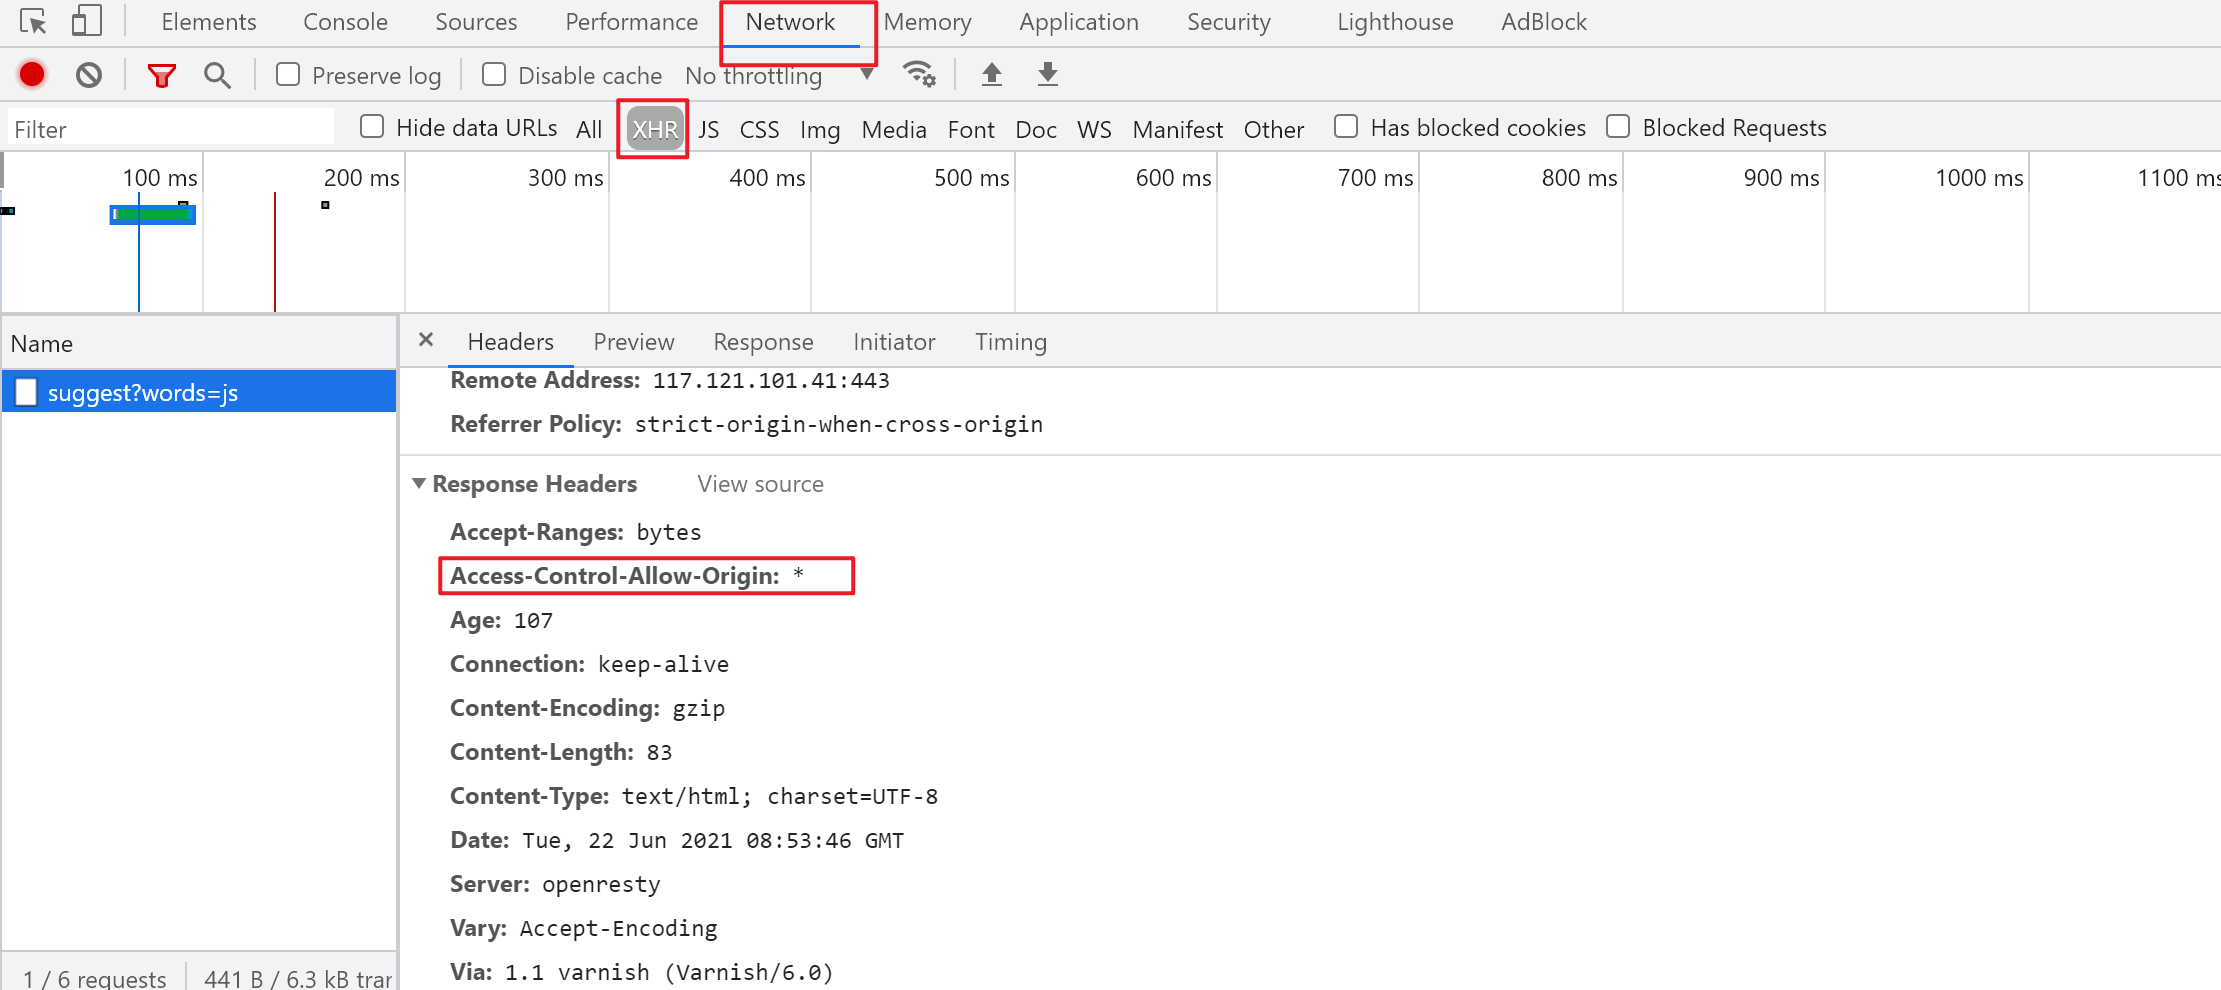 Elements Console Sources Performance Network Memory Application Security Lighthouse AdBlock
Preserve log Disable cache No throttling
Filter Hide data URLs All XHR JS CSS Img Media Font Doc WS Manifest Other Has blocked cookies Blocked Requests
100 ms 200 ms 300 ms 400 ms 500 ms 600 ms 700 ms 800 ms 900 ms 1000 ms 1100 ms
Name
Headers Preview Response Initiator Timing
suggest?words=js
Remote Address: 117.121.101.41:443
Referrer Policy: strict-origin-when-cross-origin
Response Headers View source
Accept-Ranges: bytes
Access-Control-Allow-Origin: *
Age: 107
Connection: keep-alive
Content-Encoding: gzip
Content-Length: 83
Content-Type: text/html; charset=UTF-8
Date: Tue, 22 Jun 2021 08:53:46 GMT
Server: openresty
Vary: Accept-Encoding
Via: 1.1 varnish (Varnish/6.0)
1 / 6 requests 441 B / 6.3 kB